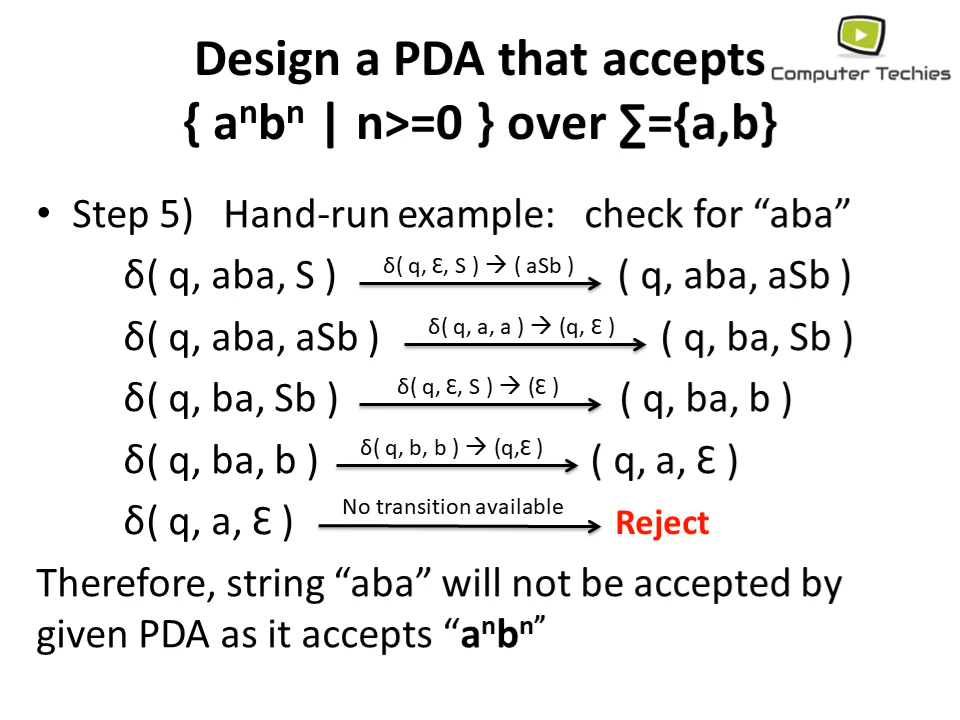 Design a PDA that accepts
Computer Techies
{ aⁿbⁿ | n>=0 } over ∑={a,b}
• Step 5) Hand-run example: check for “aba”
δ( q, aba, S ) δ( q, Ɛ, S ) → ( aSb ) ( q, aba, aSb )
δ( q, aba, aSb ) δ( q, a, a ) → (q, Ɛ ) ( q, ba, Sb )
δ( q, ba, Sb ) δ( q, Ɛ, S ) → (Ɛ ) ( q, ba, b )
δ( q, ba, b ) δ( q, b, b ) → (q,Ɛ ) ( q, a, Ɛ )
δ( q, a, Ɛ ) No transition available Reject
Therefore, string “aba” will not be accepted by
given PDA as it accepts “aⁿbⁿ”